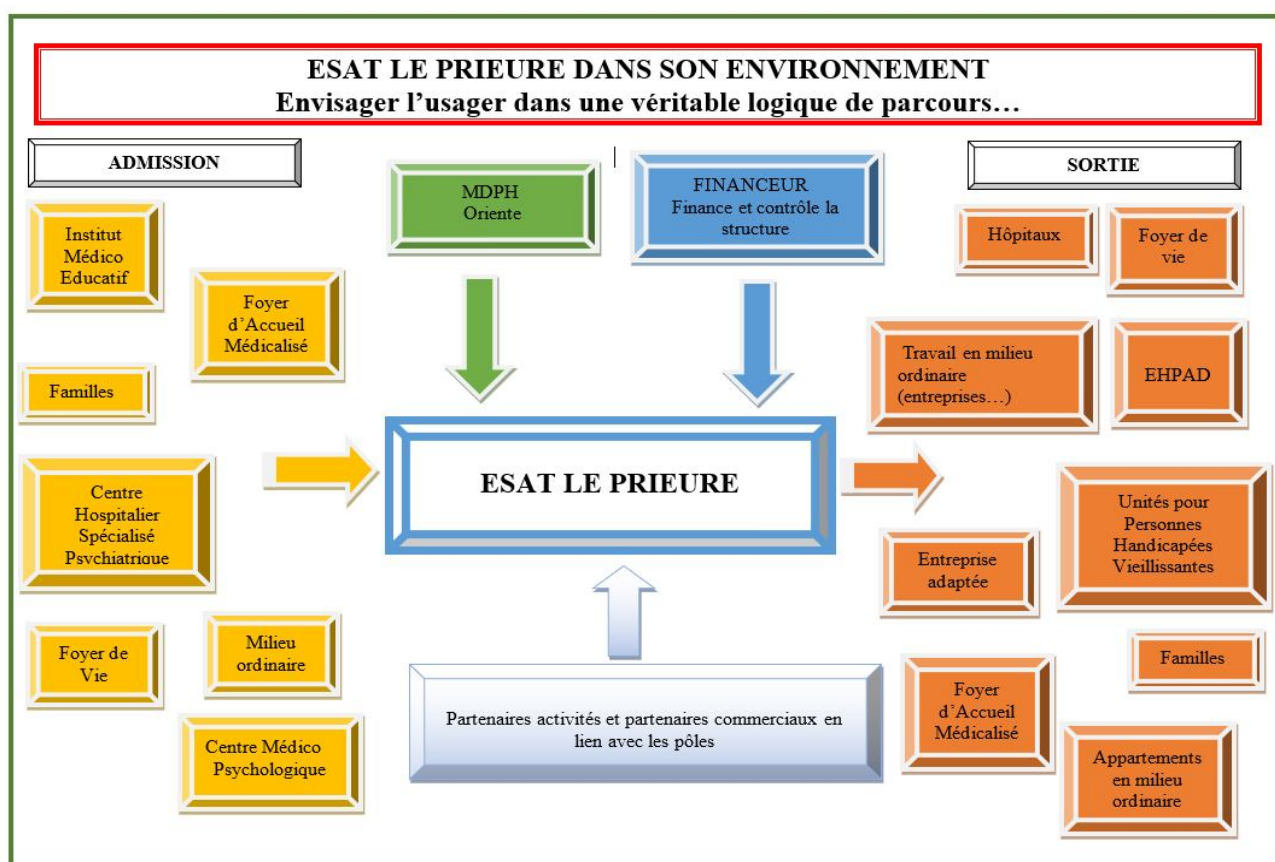 ESAT LE PRIEURE DANS SON ENVIRONNEMENT
Envisager l’usager dans une véritable logique de parcours…
ADMISSION
Institut
Médico
Educatif
Foyer
d’Accueil
Médicalisé
Familles
Centre
Hospitalier
Spécialisé
Psychiatrique
Foyer de
Vie
Milieu
ordinaire
Centre Médico
Psychologique
MDPH
Oriente
FINANCEUR
Finance et contrôle la
structure
ESAT LE PRIEURE
Partenaires activités et partenaires commerciaux en
lien avec les pôles
SORTIE
Hôpitaux
Foyer de
vie
Travail en milieu
ordinaire
(entreprises…)
EHPAD
Unités pour
Personnes
Handicapées
Vieillissantes
Entreprise
adaptée
Familles
Foyer
d’Accueil
Médicalisé
Appartements
en milieu
ordinaire